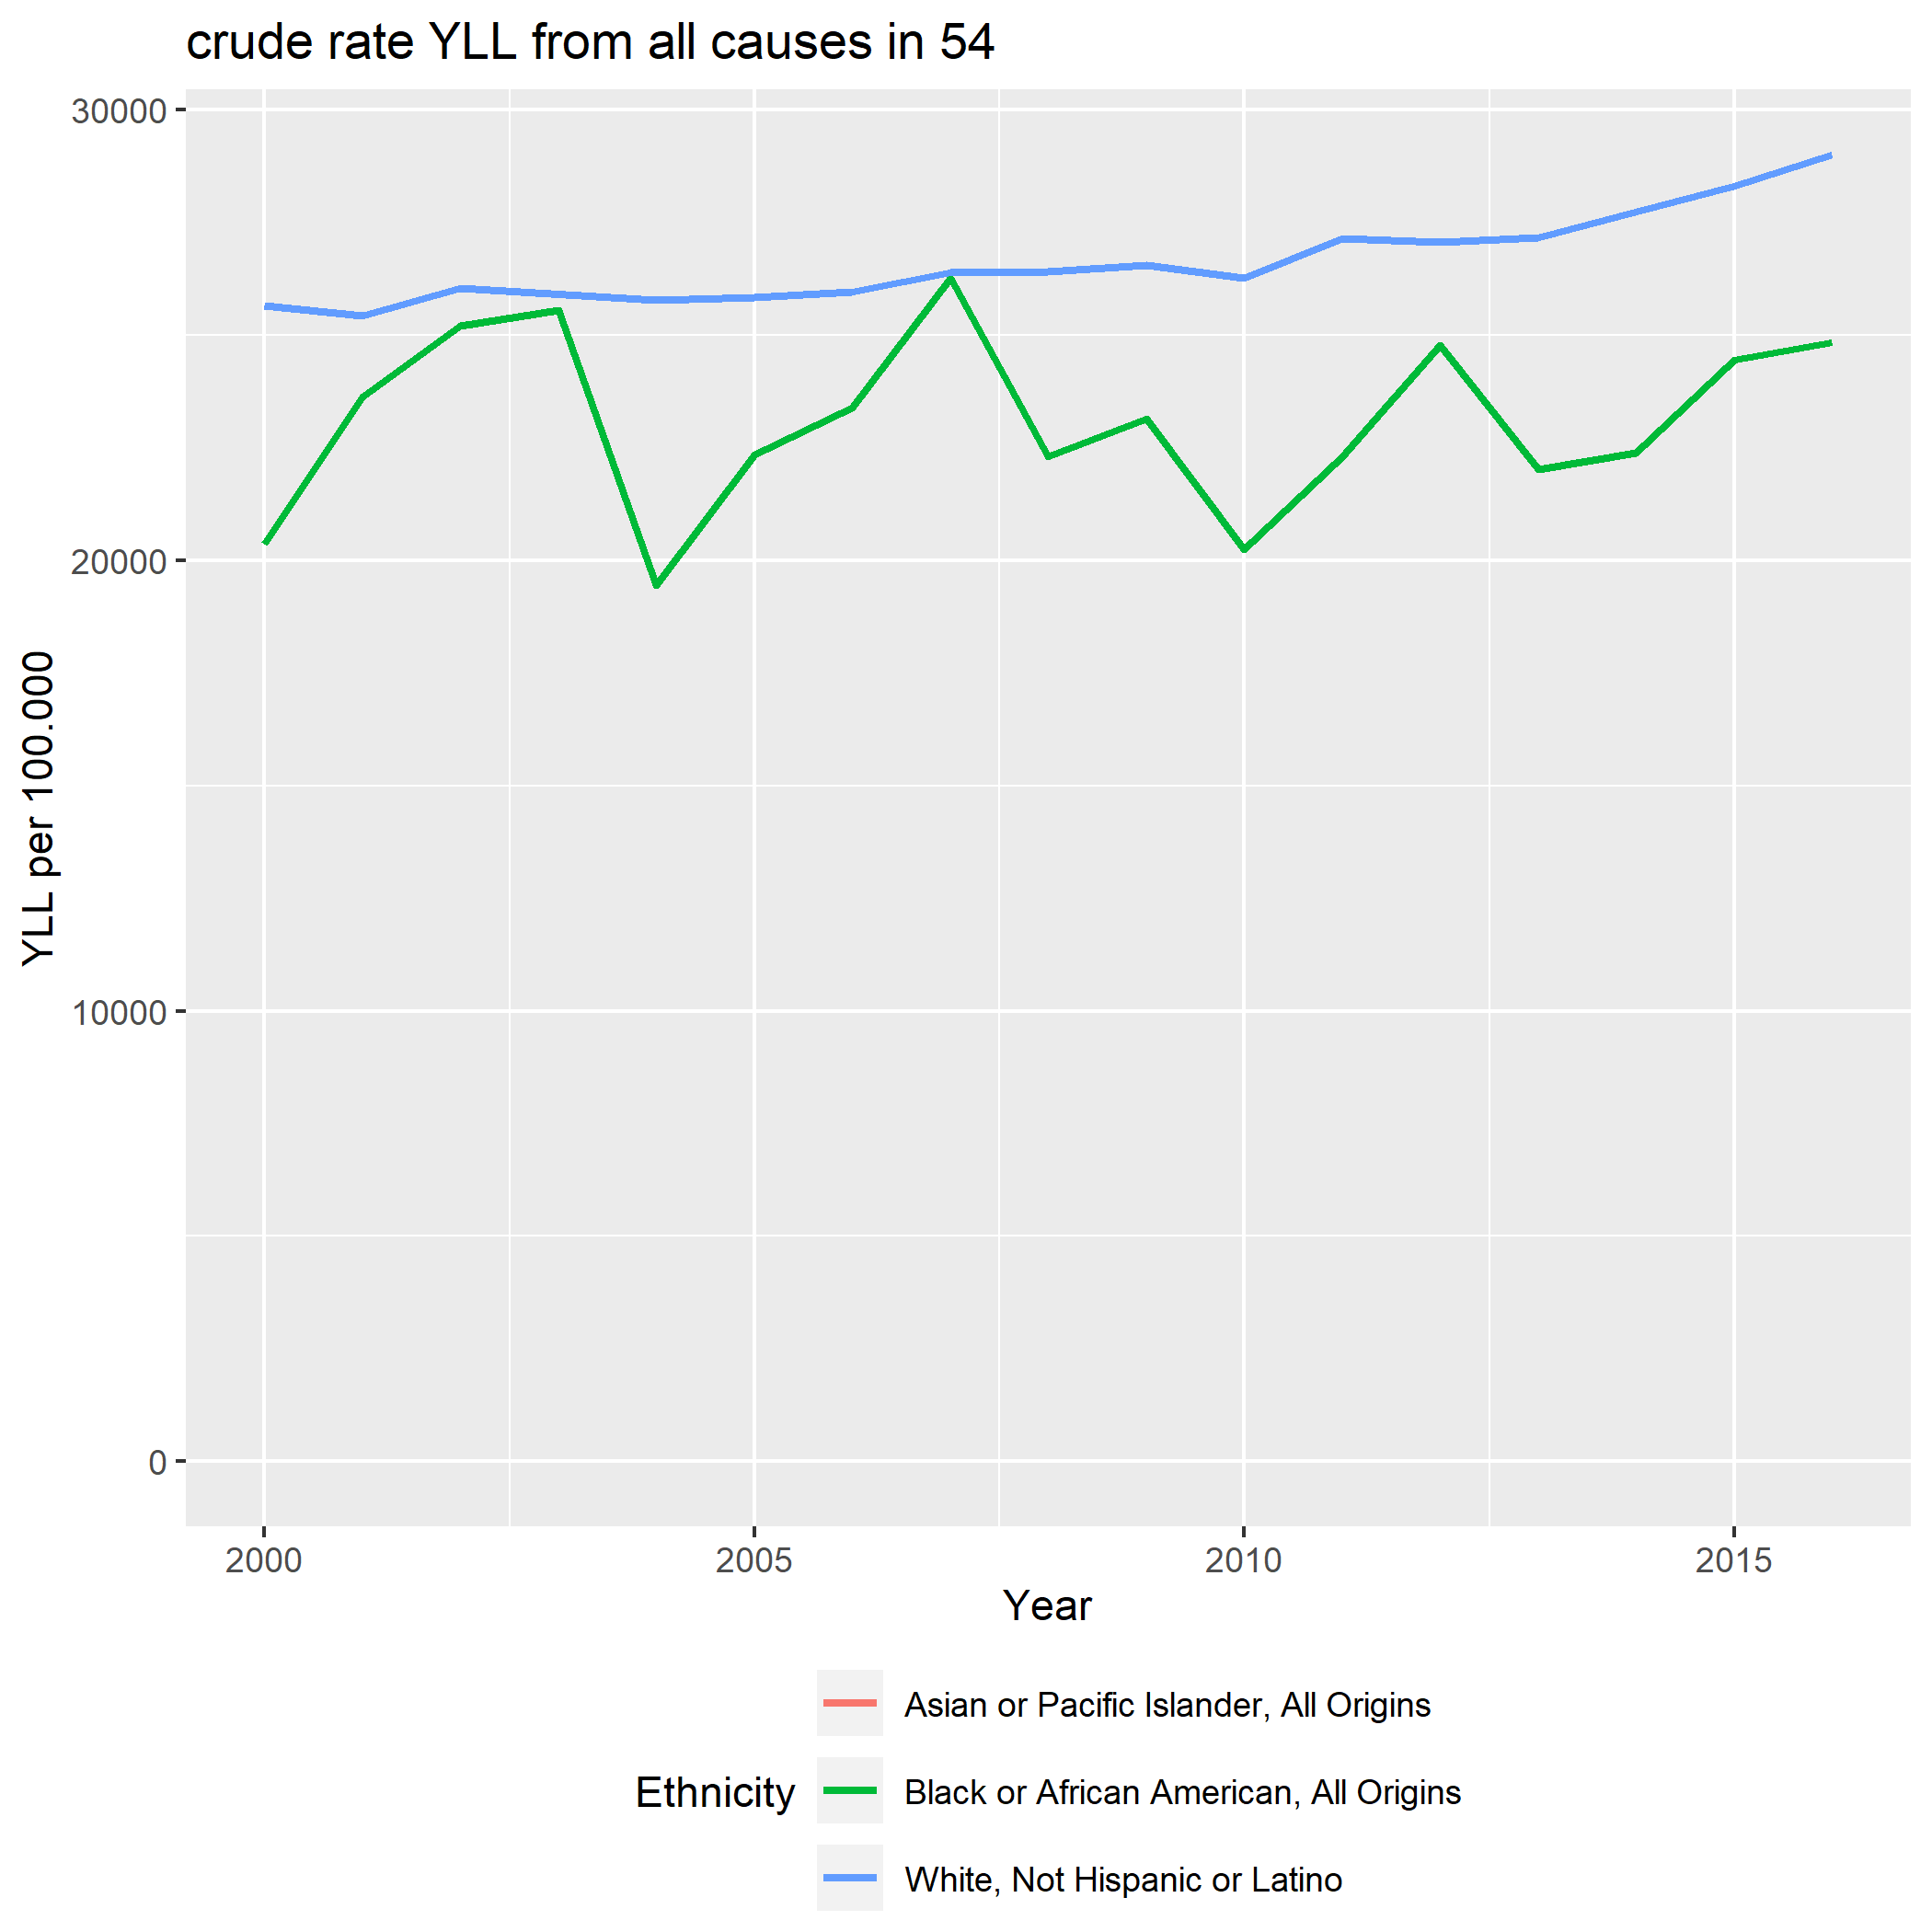 crude rate YLL from all causes in 54
30000
20000
10000
0
YLL per 100.000
2000 2005 2010 2015
Year
Ethnicity
Asian or Pacific Islander, All Origins
Black or African American, All Origins
White, Not Hispanic or Latino